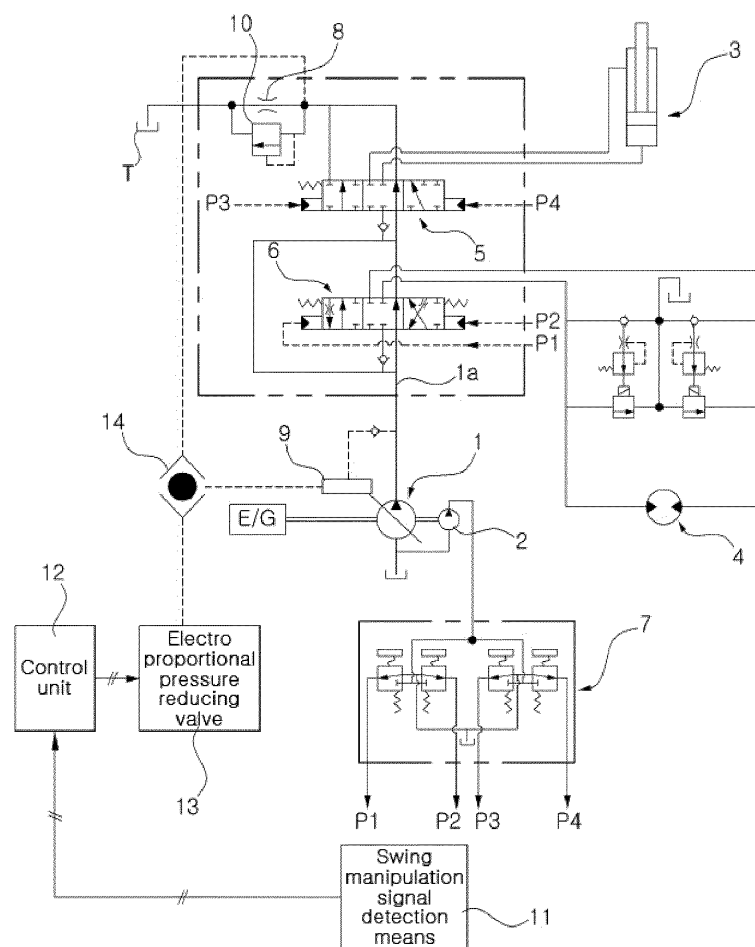 10
8
3
T
P3
P4
5
6
P2
P1
1a
14
9
1
E/G
2
4
12
7
Control
unit
Electro
proportional
pressure
reducing
valve
13
P1
P2
P3
P4
Swing
manipulation
signal
detection
means
11